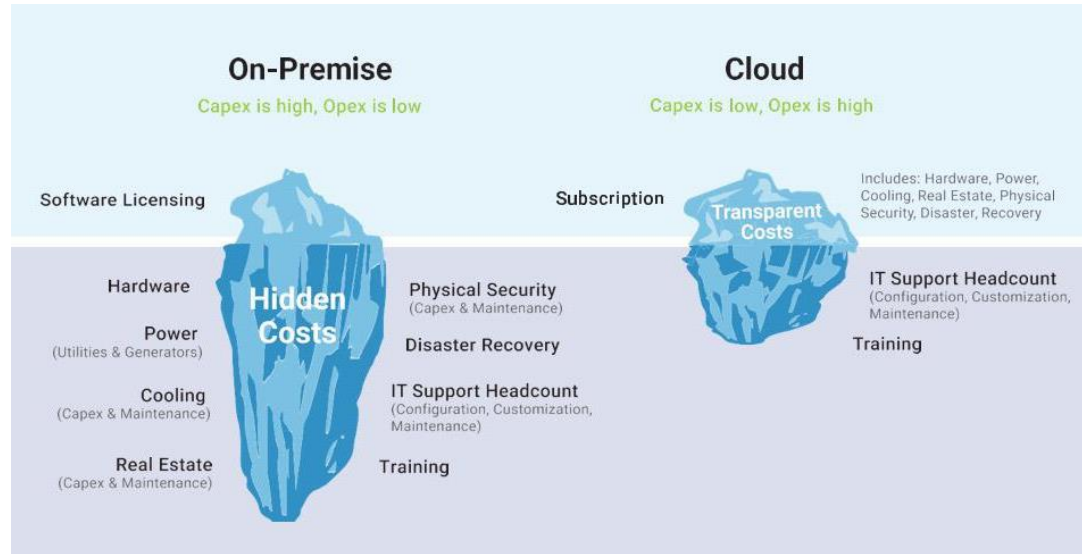 On-Premise
Capex is high, Opex is low
Software Licensing
Hidden
Costs
Hardware
Power
(Utilities & Generators)
Cooling
(Capex & Maintenance)
Real Estate
(Capex & Maintenance)
Physical Security
(Capex & Maintenance)
Disaster Recovery
IT Support Headcount
(Configuration, Customization,
Maintenance)
Training
Cloud
Capex is low, Opex is high
Subscription
Transparent
Costs
Includes: Hardware, Power,
Cooling, Real Estate, Physical
Security, Disaster, Recovery
IT Support Headcount
(Configuration, Customization,
Maintenance)
Training